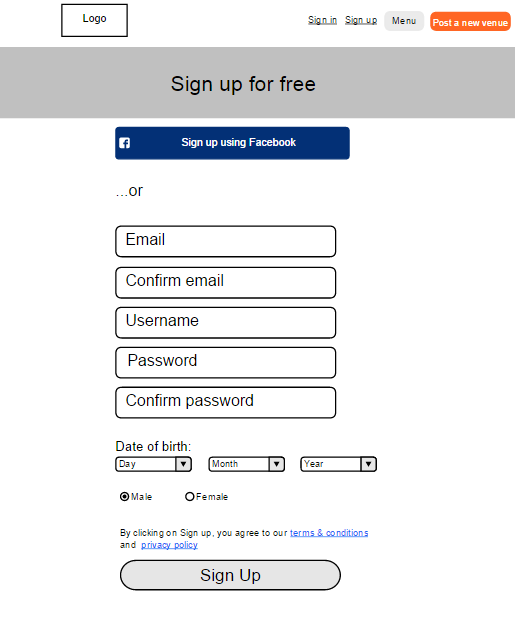 Logo
Sign in Sign up Menu Post a new venue
Sign up for free
Sign up using Facebook
...or
Email
Confirm email
Username
Password
Confirm password
Date of birth:
Day Month Year
Male Female
By clicking on Sign up, you agree to our terms & conditions
and privacy policy
Sign Up